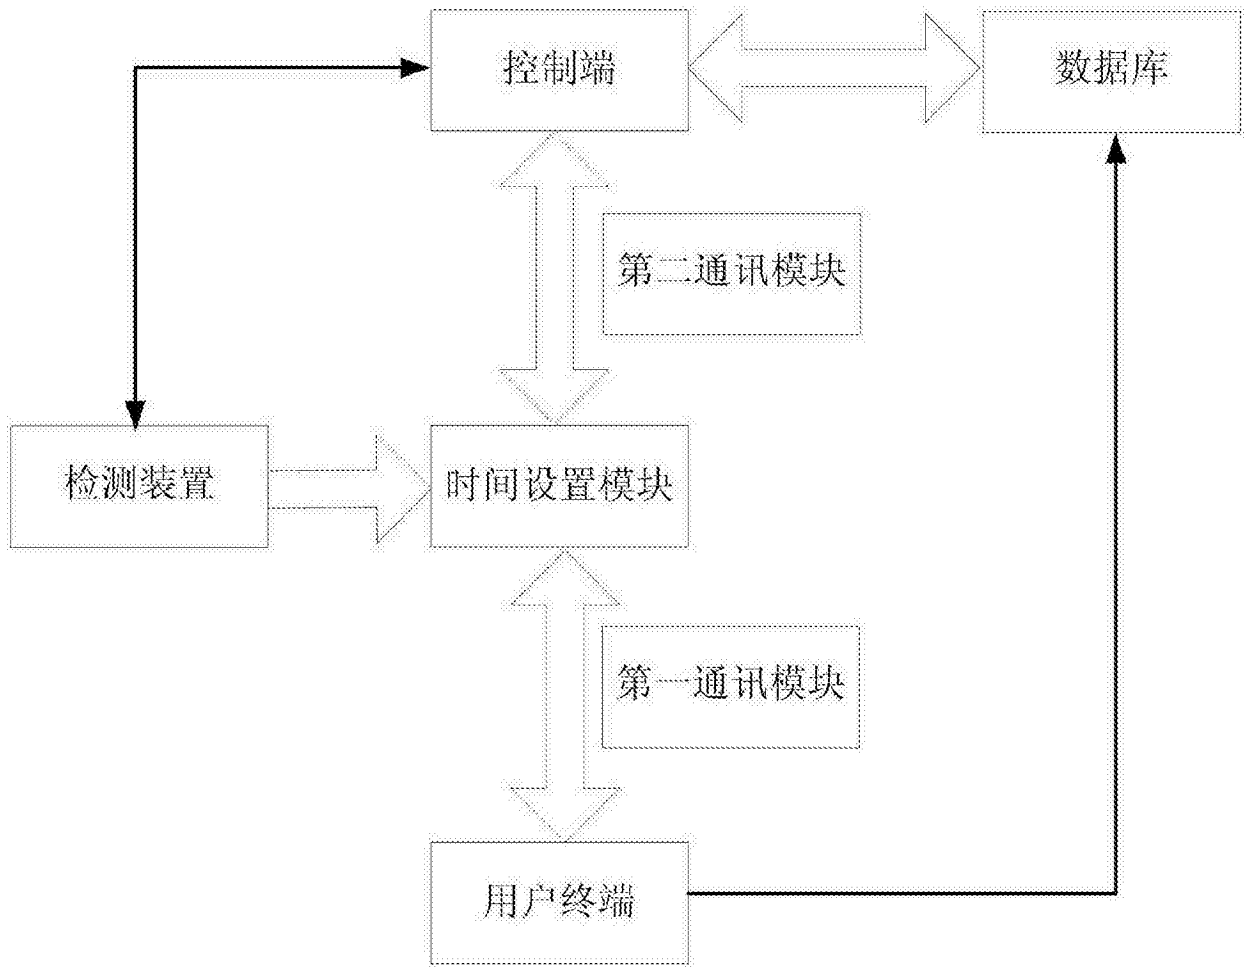 控制端
数据库
第二通讯模块
检测装置
时间设置模块
第一通讯模块
用户终端